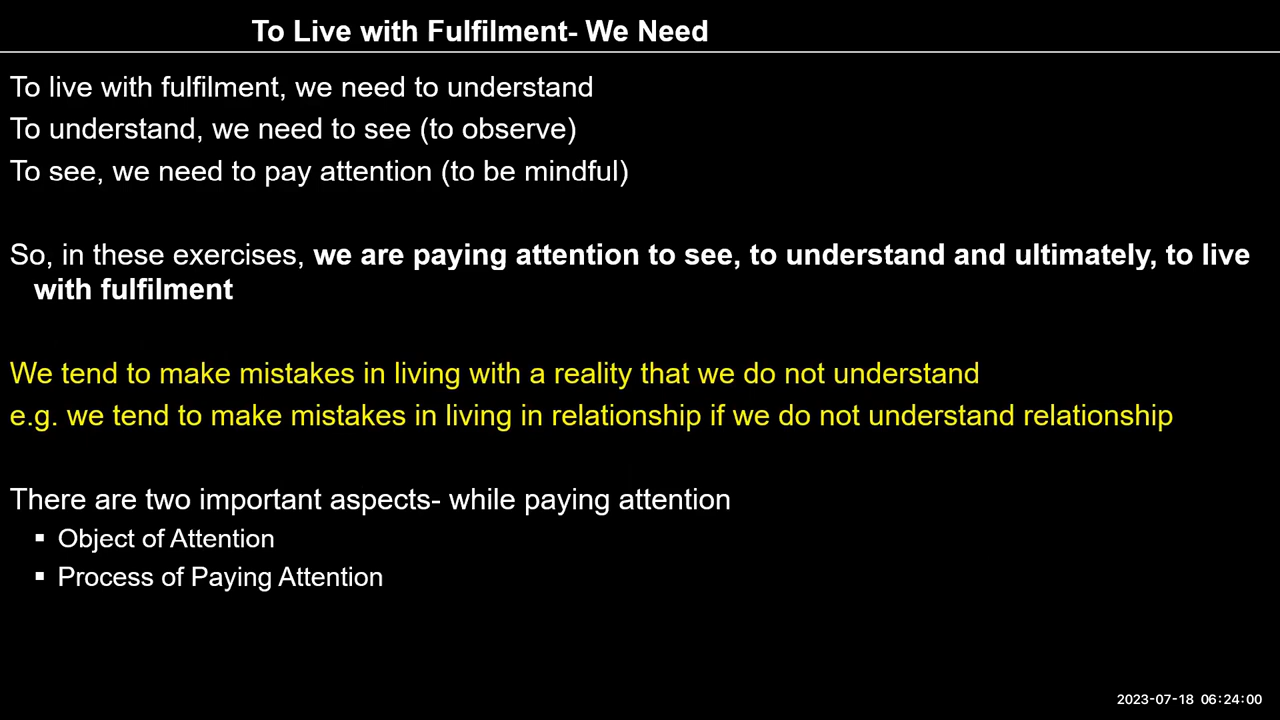 To Live with Fulfilment- We Need
To live with fulfilment, we need to understand
To understand, we need to see (to observe)
To see, we need to pay attention (to be mindful)
So, in these exercises, we are paying attention to see, to understand and ultimately, to live
with fulfilment
We tend to make mistakes in living with a reality that we do not understand
e.g. we tend to make mistakes in living in relationship if we do not understand relationship
There are two important aspects- while paying attention
▪ Object of Attention
▪ Process of Paying Attention
2023-07-18 06:24:00